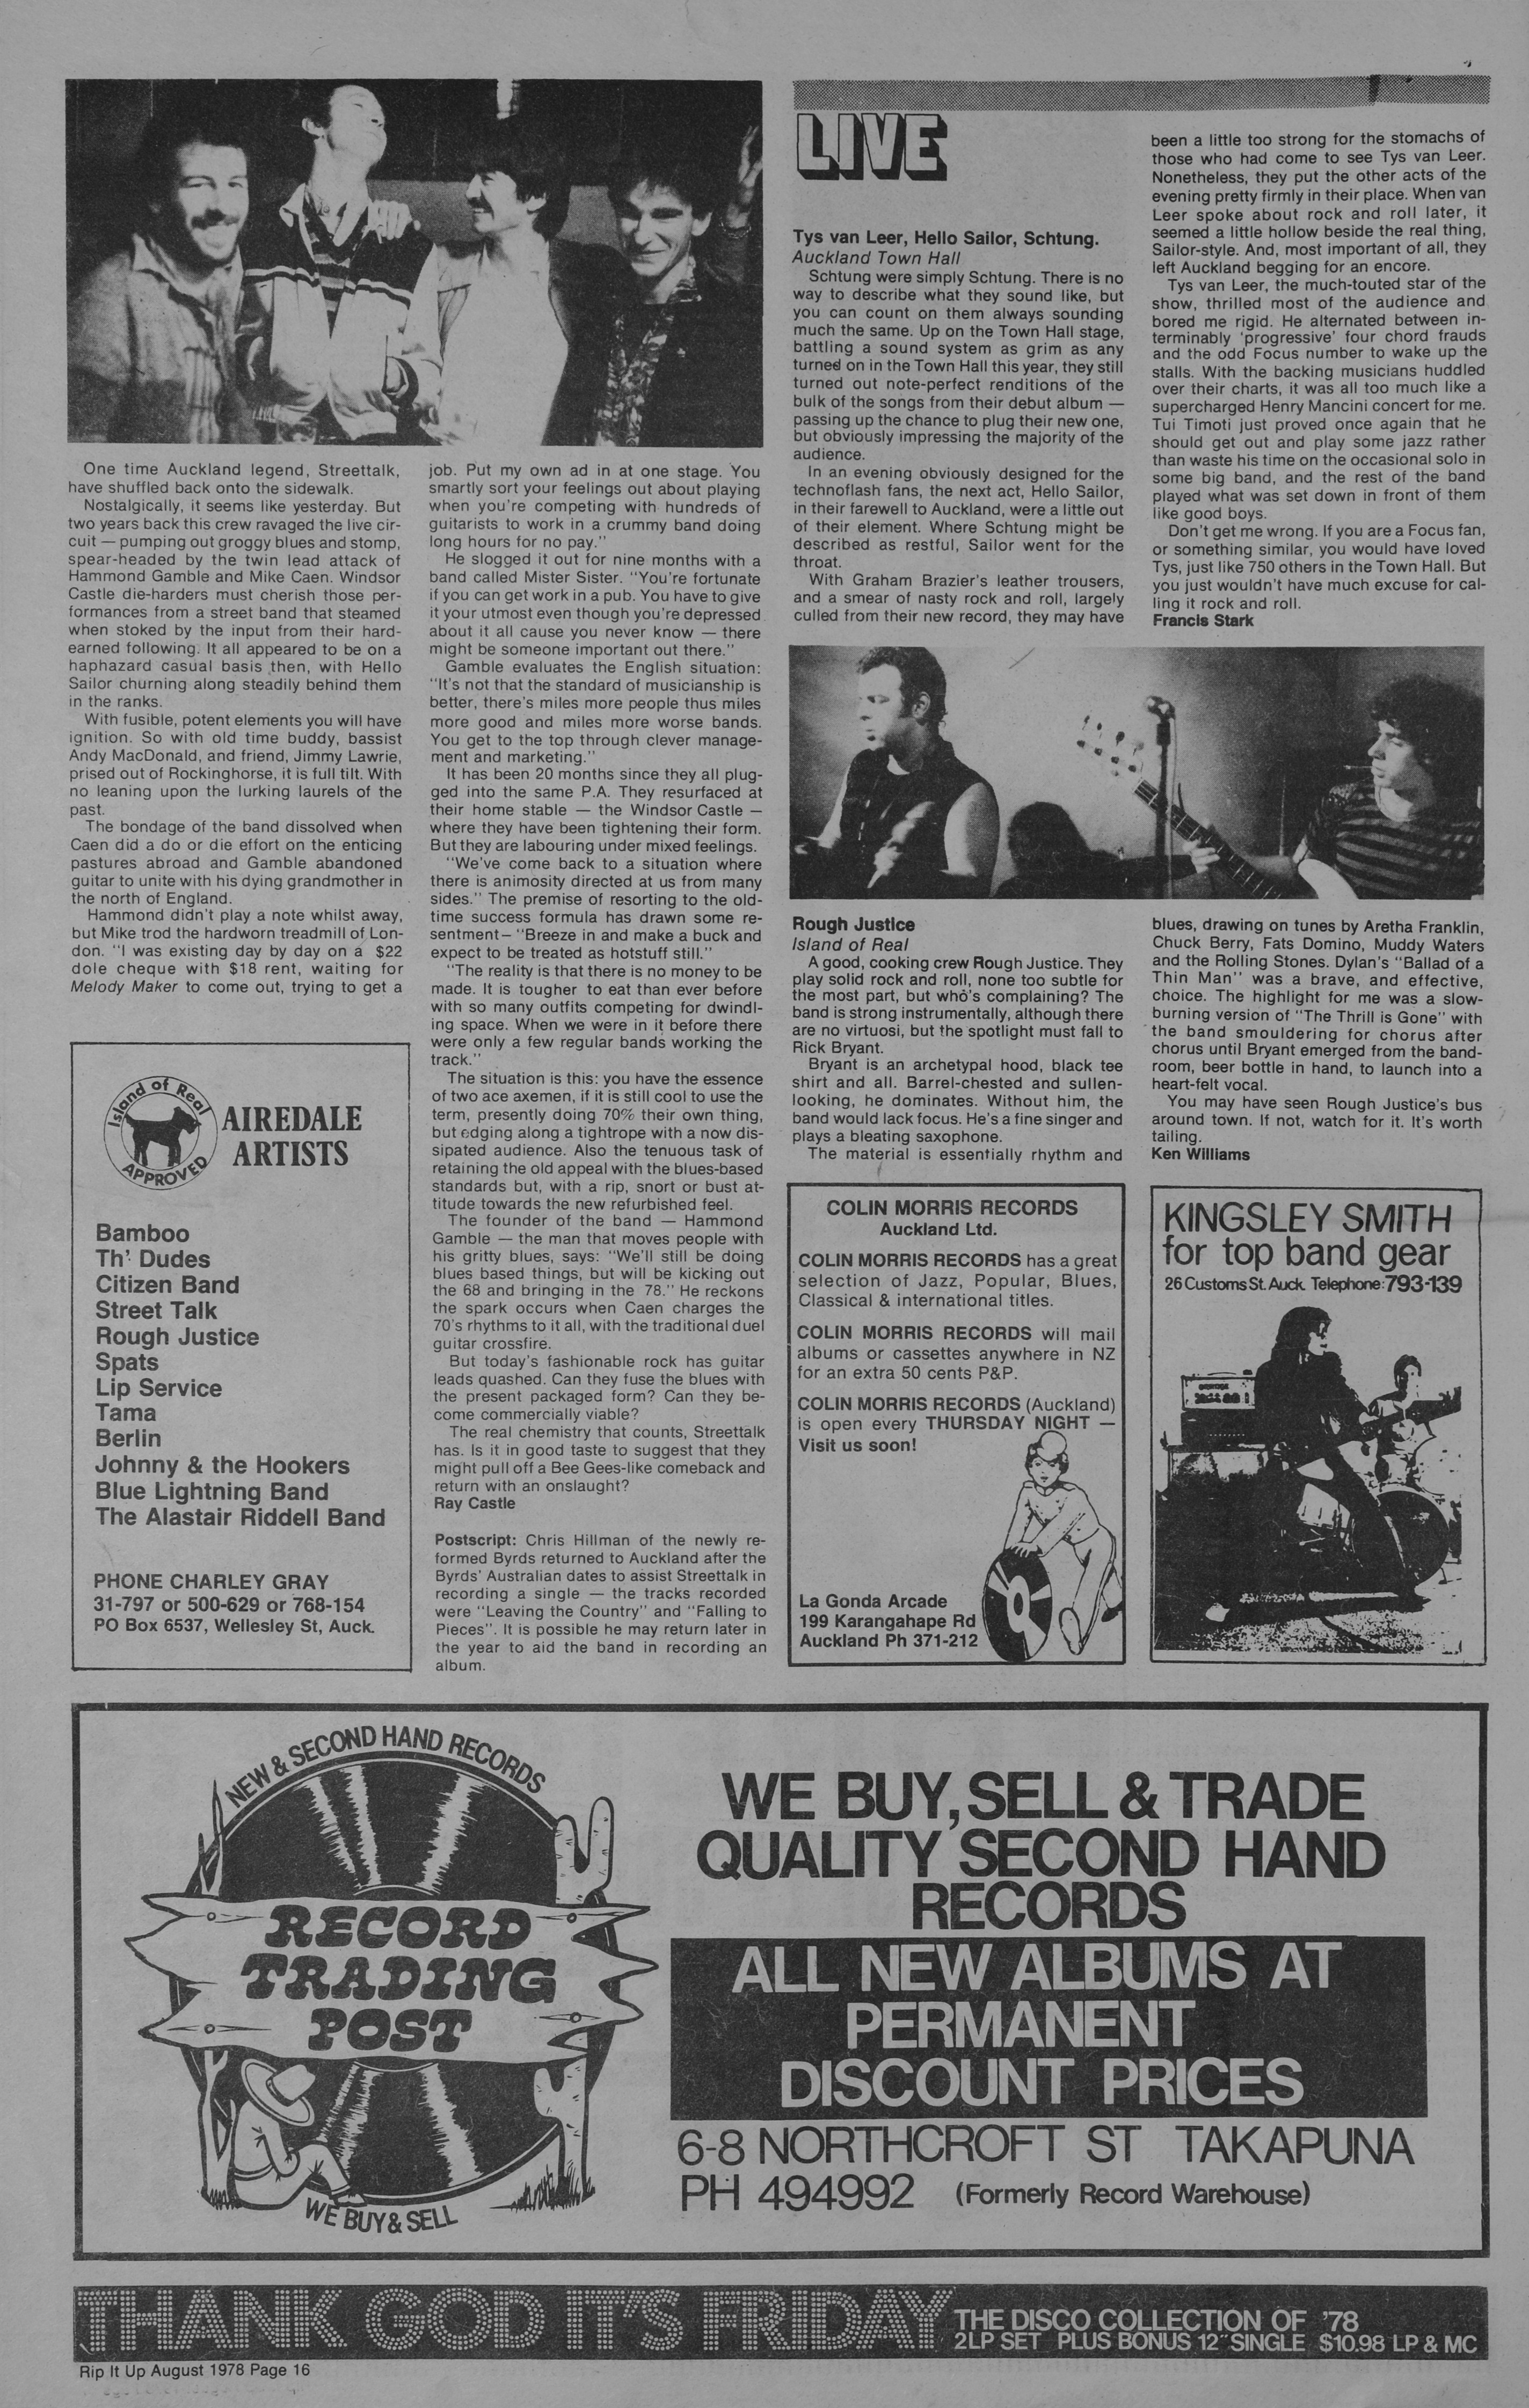 One time Auckland legend, Streettalk,
have shuffled back onto the sidewalk.
Nostalgically, it seems like yesterday. But
two years back this crew ravaged the live cir-
cuit — pumping out groggy blues and stomp,
spear-headed by the twin lead attack of
Hammond Gamble and Mike Caen. Windsor
Castle die-harders must cherish those per-
formances from a street band that steamed
when stoked by the input from their hard-
earned following. It all appeared to be on a
haphazard casual basis then, with Hello
Sailor churning along steadily behind them
in the ranks.
With fusible, potent elements you will have
ignition. So with old time buddy, bassist
Andy MacDonald, and friend, Jimmy Lawrie,
prised out of Rockinghorse, it is full tilt. With
no leaning upon the lurking laurels of the
past.
The bondage of the band dissolved when
Caen did a do or die effort on the enticing
pastures abroad and Gamble abandoned
guitar to unite with his dying grandmother in
the north of England.
Hammond didn't play a note whilst away,
but Mike trod the hardworn treadmill of Lon-
don. "I was existing day by day on a $22
dole cheque with $18 rent, waiting for
Melody Maker to come out, trying to get a
job. Put my own ad in at one stage. You
smartly sort your feelings out about playing
when you're competing with hundreds of
guitarists to work in a crummy band doing
long hours for no pay."
He slogged it out for nine months with a
band called Mister Sister. "You're fortunate
if you can get work in a pub. You have to give
it your utmost even though you're depressed
about it all cause you never know — there
might be someone important out there."
Gamble evaluates the English situation:
"It's not that the standard of musicianship is
better, there's miles more people thus miles
more good and miles more worse bands.
You get to the top through clever manage-
ment and marketing."
It has been 20 months since they all plug-
ged into the same P.A. They resurfaced at
their home stable — the Windsor Castle —
where they have been tightening their form.
But they are labouring under mixed feelings.
"We've come back to a situation where
there is animosity directed at us from many
sides." The premise of resorting to the old-
time success formula has drawn some re-
sentment– "Breeze in and make a buck and
expect to be treated as hotstuff still."
"The reality is that there is no money to be
made. It is tougher to eat than ever before
with so many outfits competing for dwindl-
ing space. When we were in it before there
were only a few regular bands working the
track."
The situation is this: you have the essence
of two ace axemen, if it is still cool to use the
term, presently doing 70% their own thing,
but edging along a tightrope with a now dis-
sipated audience. Also the tenuous task of
retaining the old appeal with the blues-based
standards but, with a rip, snort or bust at-
titude towards the new refurbished feel.
The founder of the band — Hammond
Gamble — the man that moves people with
his gritty blues, says: "We'll still be doing
blues based things, but will be kicking out
the 68 and bringing in the 78." He reckons
the spark occurs when Caen charges the
70's rhythms to it all, with the traditional duel
guitar crossfire.
But today's fashionable rock has guitar
leads quashed. Can they fuse the blues with
the present packaged form? Can they be-
come commercially viable?
The real chemistry that counts, Streettalk
has. Is it in good taste to suggest that they
might pull off a Bee Gees-like comeback and
return with an onslaught?
Ray Castle
Postscript: Chris Hillman of the newly re-
formed Byrds returned to Auckland after the
Byrds' Australian dates to assist Streettalk in
recording a single — the tracks recorded
were "Leaving the Country" and "Falling to
Pieces". It is possible he may return later in
the year to aid the band in recording an
album.
Island of Real
APPROVED
AIREDALE
ARTISTS
Bamboo
Th' Dudes
Citizen Band
Street Talk
Rough Justice
Spats
Lip Service
Tama
Berlin
Johnny & the Hookers
Blue Lightning Band
The Alastair Riddell Band
PHONE CHARLEY GRAY
31-797 or 500-629 or 768-154
PO Box 6537, Wellesley St, Auck.
LIVE
Tys van Leer, Hello Sailor, Schtung.
Auckland Town Hall
Schtung were simply Schtung. There is no
way to describe what they sound like, but
you can count on them always sounding
much the same. Up on the Town Hall stage,
battling a sound system as grim as any
turned on in the Town Hall this year, they still
turned out note-perfect renditions of the
bulk of the songs from their debut album —
passing up the chance to plug their new one,
but obviously impressing the majority of the
audience.
In an evening obviously designed for the
technoflash fans, the next act, Hello Sailor,
in their farewell to Auckland, were a little out
of their element. Where Schtung might be
described as restful, Sailor went for the
throat.
With Graham Brazier's leather trousers,
and a smear of nasty rock and roll, largely
culled from their new record, they may have
been a little too strong for the stomachs of
those who had come to see Tys van Leer.
Nonetheless, they put the other acts of the
evening pretty firmly in their place. When van
Leer spoke about rock and roll later, it
seemed a little hollow beside the real thing,
Sailor-style. And, most important of all, they
left Auckland begging for an encore.
Tys van Leer, the much-touted star of the
show, thrilled most of the audience and
bored me rigid. He alternated between in-
terminably 'progressive' four chord frauds
and the odd Focus number to wake up the
stalls. With the backing musicians huddled
over their charts, it was all too much like a
supercharged Henry Mancini concert for me.
Tui Timoti just proved once again that he
should get out and play some jazz rather
than waste his time on the occasional solo in
some big band, and the rest of the band
played what was set down in front of them
like good boys.
Don't get me wrong. If you are a Focus fan,
or something similar, you would have loved
Tys, just like 750 others in the Town Hall. But
you just wouldn't have much excuse for cal-
ling it rock and roll.
Francis Stark
Rough Justice
Island of Real
A good, cooking crew Rough Justice. They
play solid rock and roll, none too subtle for
the most part, but who's complaining? The
band is strong instrumentally, although there
are no virtuosi, but the spotlight must fall to
Rick Bryant.
Bryant is an archetypal hood, black tee
shirt and all. Barrel-chested and sullen-
looking, he dominates. Without him, the
band would lack focus. He's a fine singer and
plays a bleating saxophone.
The material is essentially rhythm and
blues, drawing on tunes by Aretha Franklin,
Chuck Berry, Fats Domino, Muddy Waters
and the Rolling Stones. Dylan's "Ballad of a
Thin Man" was a brave, and effective,
choice. The highlight for me was a slow-
burning version of "The Thrill is Gone" with
the band smouldering for chorus after
chorus until Bryant emerged from the band-
room, beer bottle in hand, to launch into a
heart-felt vocal.
You may have seen Rough Justice's bus
around town. If not, watch for it. It's worth
tailing.
Ken Williams
COLIN MORRIS RECORDS
Auckland Ltd.
COLIN MORRIS RECORDS has a great
selection of Jazz, Popular, Blues,
Classical & international titles.
COLIN MORRIS RECORDS will mail
albums or cassettes anywhere in NZ
for an extra 50 cents P&P.
COLIN MORRIS RECORDS (Auckland)
is open every THURSDAY NIGHT —
Visit us soon!
La Gonda Arcade
199 Karangahape Rd
Auckland Ph 371-212
KINGSLEY SMITH
for top band gear
26 Customs St. Auck. Telephone: 793-139
NEW & SECOND HAND RECORDS
RECORD
TRADING
POST
WE BUY & SELL
WE BUY, SELL & TRADE
QUALITY SECOND HAND
RECORDS
ALL NEW ALBUMS AT
PERMANENT
DISCOUNT PRICES
6-8 NORTHCROFT ST TAKAPUNA
PH 494992 (Formerly Record Warehouse)
THANK GOD IT'S FRIDAY
THE DISCO COLLECTION OF '78
2LP SET PLUS BONUS 12" SINGLE $10.98 LP & MC
Rip It Up August 1978 Page 16